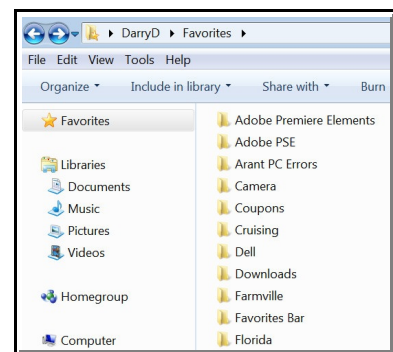 DarryD Favorites
File Edit View Tools Help
Organize Include in library Share with Burn
Favorites
Libraries
Documents
Music
Pictures
Videos
Homegroup
Computer
Adobe Premiere Elements
Adobe PSE
Arant PC Errors
Camera
Coupons
Cruising
Dell
Downloads
Farmville
Favorites Bar
Florida